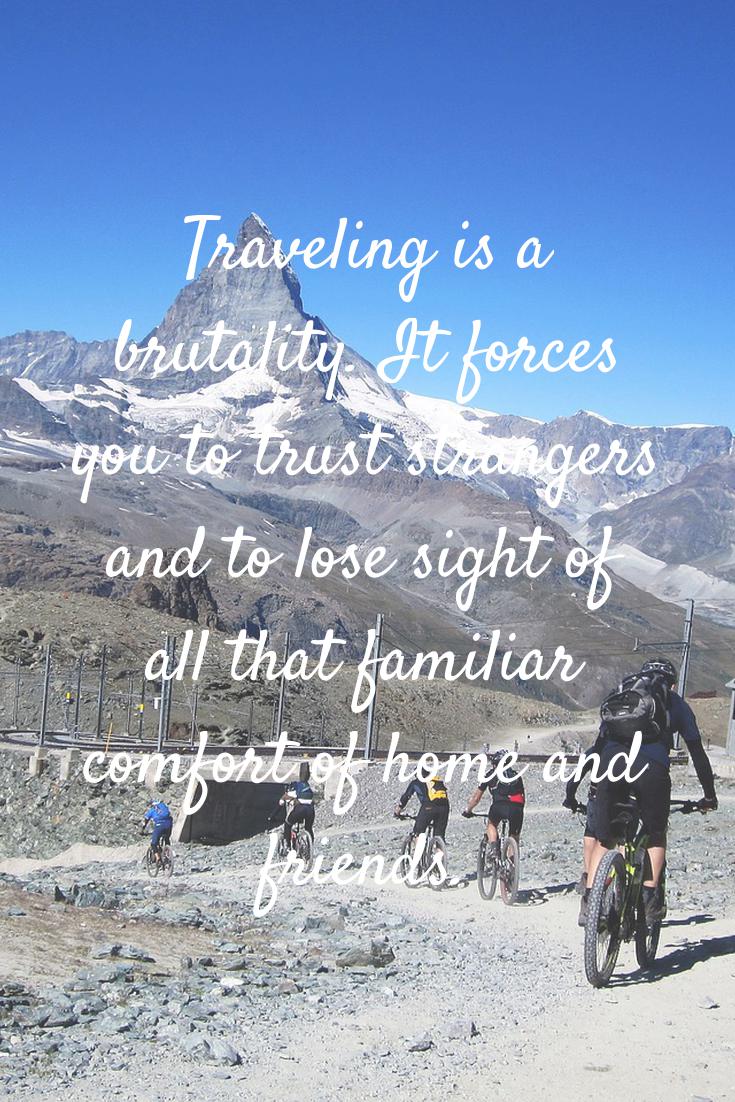 Traveling is a
brutality. It forces
you to trust strangers
and to lose sight of
all that familiar
comfort of home and
friends.